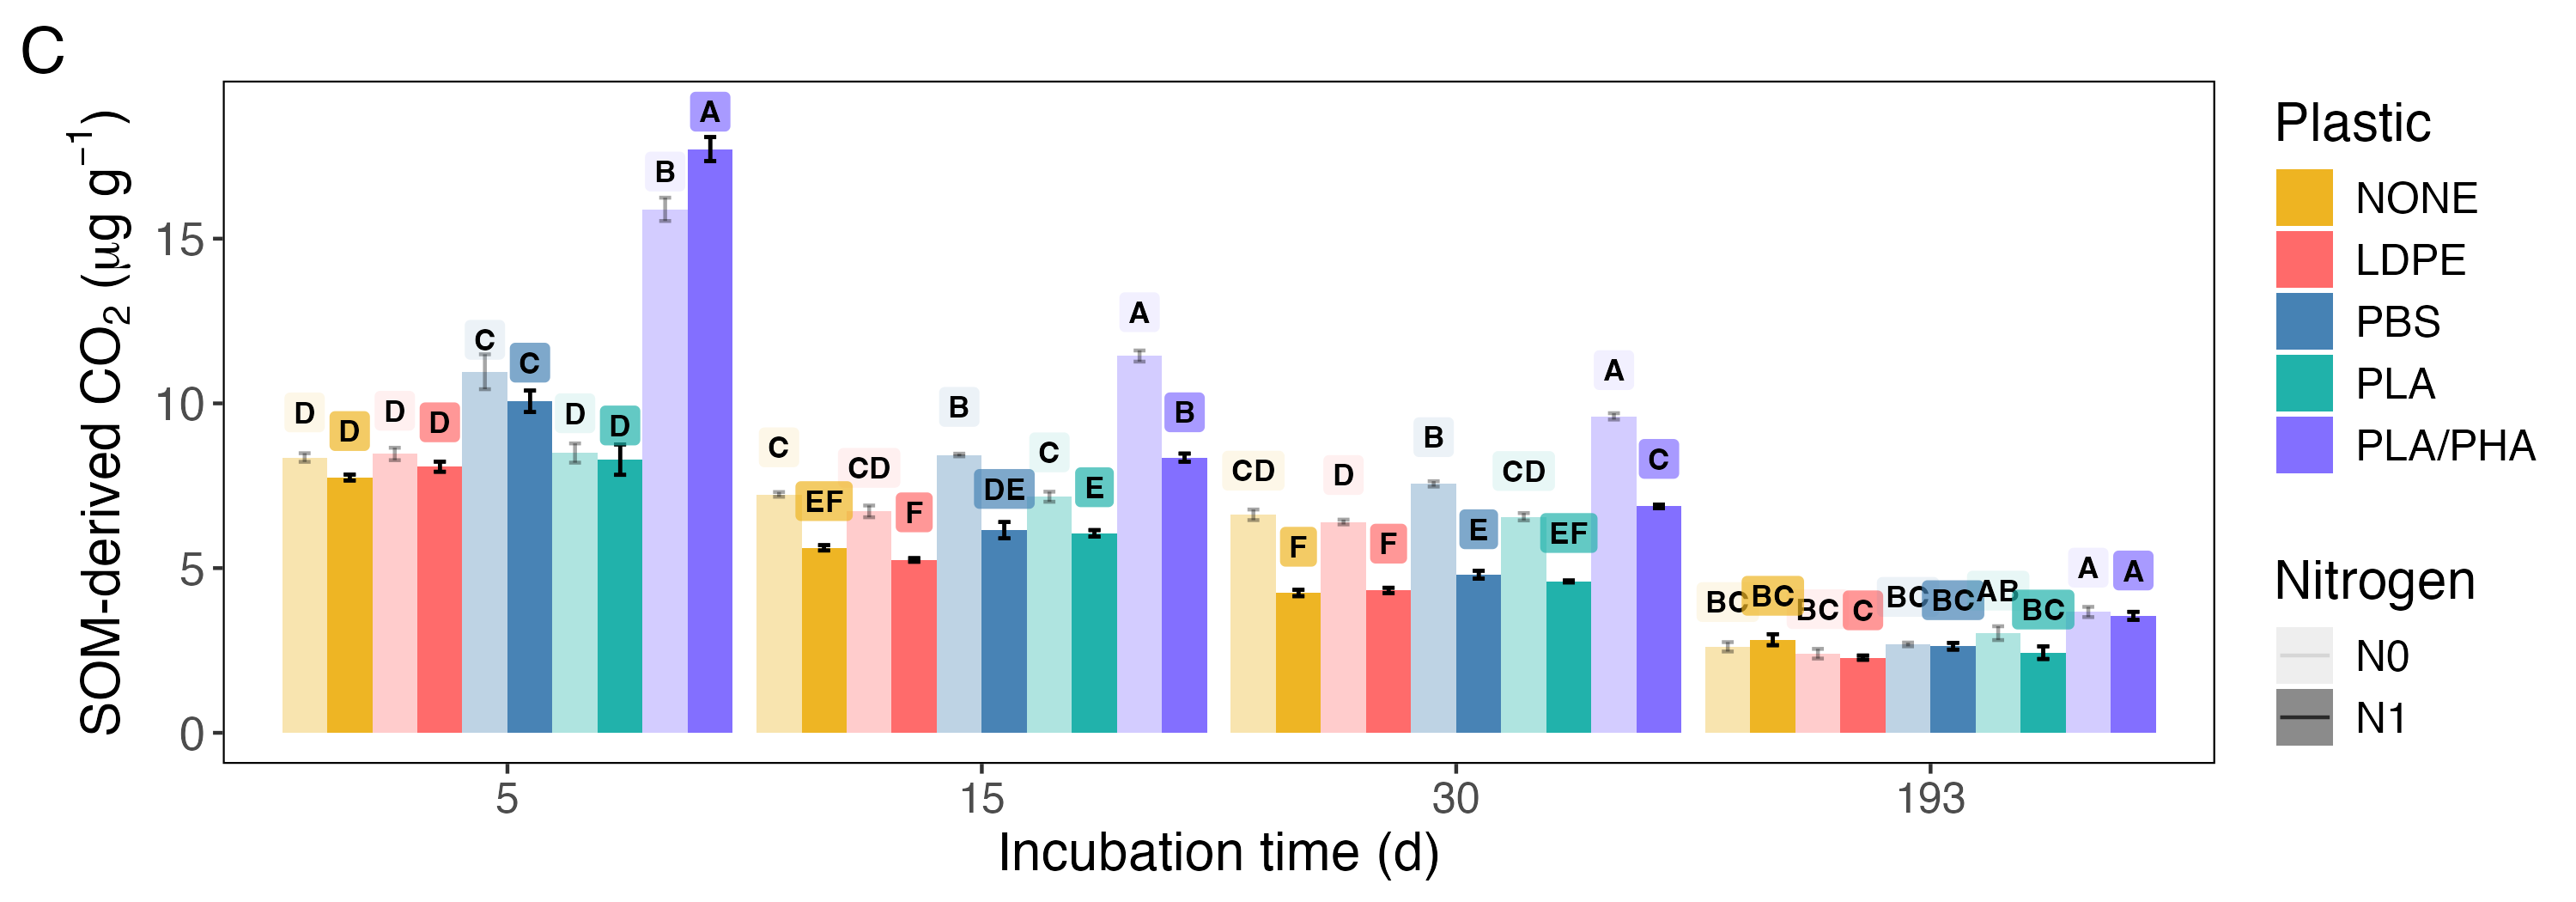 C
SOM-derived CO₂ (μg g⁻¹)
15
10
5
0
D
D
D
D
C
C
D
D
B
A
C
EF
CD
F
B
DE
C
E
A
B
CD
F
D
F
B
E
CD
EF
A
C
BC
BC
BC
C
BC
BC
AB
BC
A
A
5
15
30
193
Incubation time (d)
Plastic
NONE
LDPE
PBS
PLA
PLA/PHA
Nitrogen
N0
N1